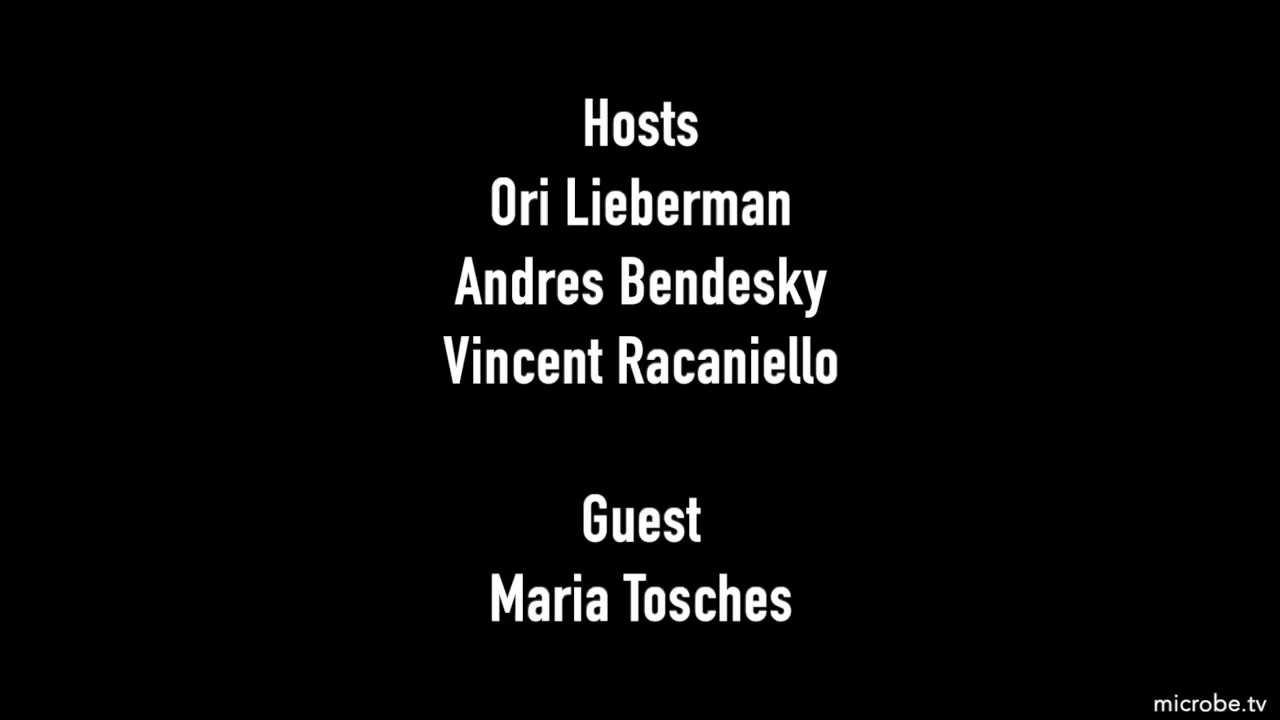 Hosts
Ori Lieberman
Andres Bendesky
Vincent Racaniello
Guest
Maria Tosches
microbe.tv